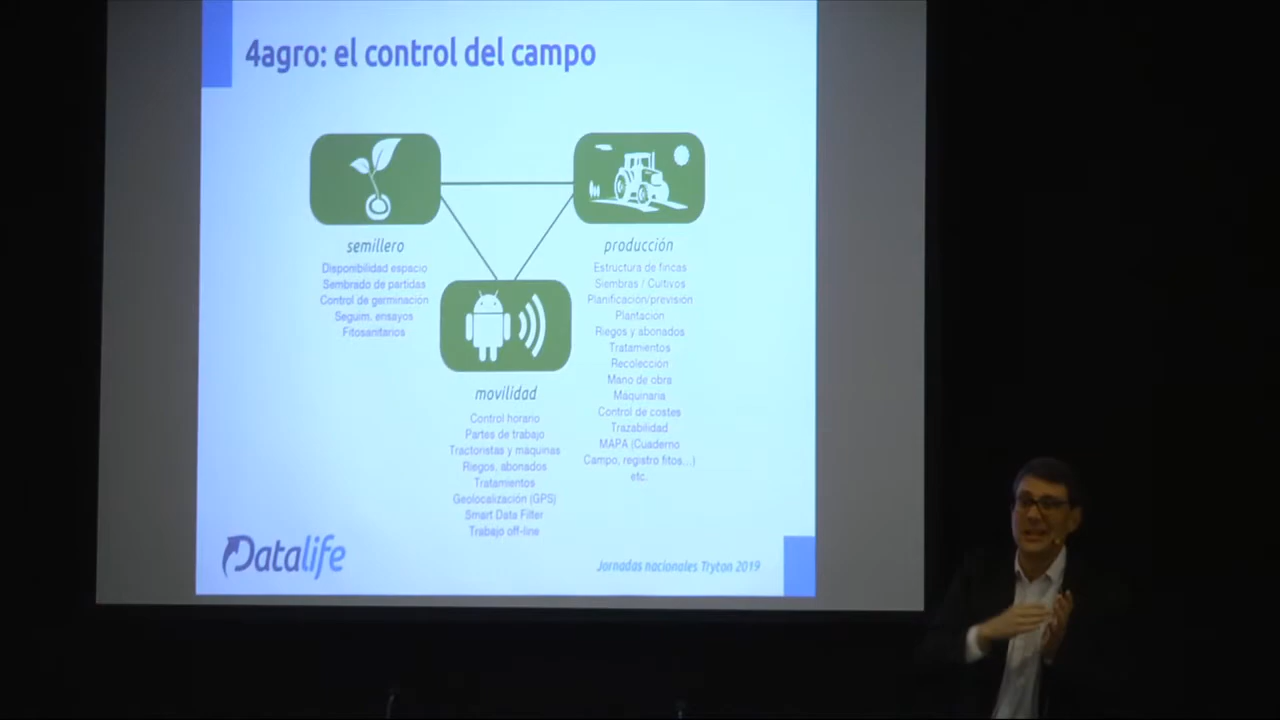 4agro: el control del campo
semillero
Disponibilidad espacio
Sembrado de partidas
Control de germinación
Seguim. ensayos
Fitosanitarios
producción
Estructura de fincas
Siembras / Cultivos
Planificación/previsión
Plantación
Riegos y abonados
Tratamientos
Recolección
Mano de obra
Maquinaria
Control de costes
Trazabilidad
MAPA (Cuaderno
Campo, registro fitos...)
etc.
movilidad
Control horario
Partes de trabajo
Tractoristas y máquinas
Riegos, abonados
Tratamientos
Geolocalización (GPS)
Smart Data Filter
Trabajo off-line
Datalife
Jornadas nacionales Tryton 2019